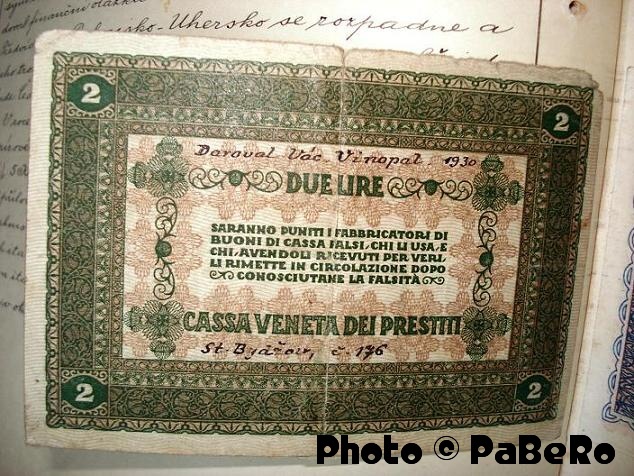 Rakousko-Uhersko se rozpadne a
2
2
Daroval Vác. Vinopal 1930
DUE LIRE
SARANNO PUNITI I FABBRICATORI DI
BUONI DI CASSA FALSI, CHI LI USA, E
CHI, AVENDOLI RICEVUTI PER VERI,
LI RIMETTE IN CIRCOLAZIONE DOPO
CONOSCIUTANE LA FALSITÀ
CASSA VENETA DEI PRESTITI
St. Bydžov, č. 176
2
2
Photo © PaBeRo